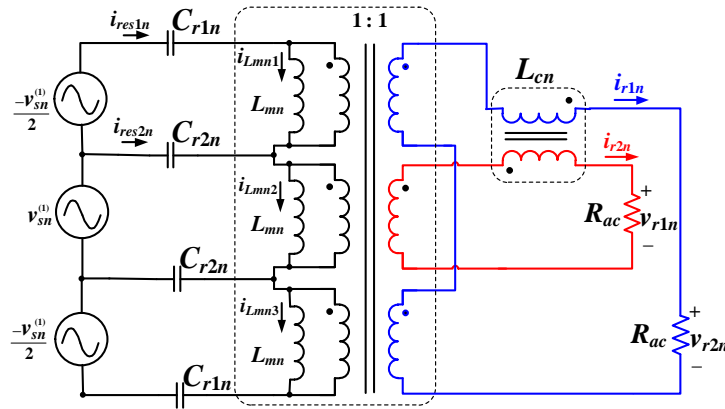 i_res1n
C_r1n
1 : 1
i_Lmn1
L_mn
L_cn
i_r1n
-v_sn^(1)
2
i_res2n
C_r2n
i_r2n
v_sn^(1)
i_Lmn2
L_mn
R_ac
+
v_r1n
−
C_r2n
i_Lmn3
-v_sn^(1)
2
L_mn
R_ac
+
v_r2n
−
C_r1n